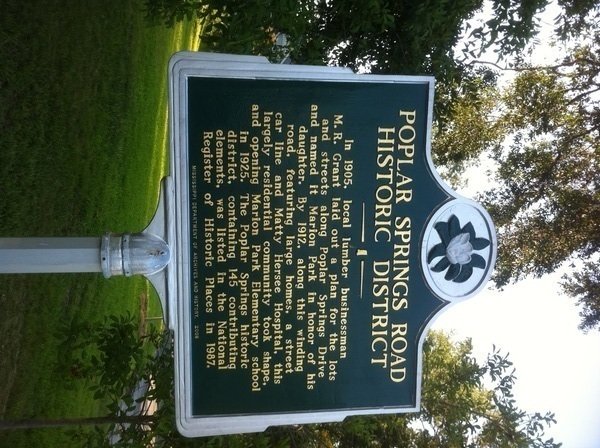 POPLAR SPRINGS ROAD
HISTORIC DISTRICT
In 1905, local lumber businessman
M.R. Grant laid out a plan for the lots
and streets along Poplar Springs Drive
and named it Marion Park in honor of his
daughter. By 1912, along this winding
road, featuring large homes, a street
car line and Matty Hersee Hospital, this
largely-residential community took shape,
and opening Marion Park Elementary school
in 1925. The Poplar Springs historic
district, containing 145 contributing
elements, was listed in the National
Register of Historic Places in 1987.
MISSISSIPPI DEPARTMENT OF ARCHIVES AND HISTORY, 2008